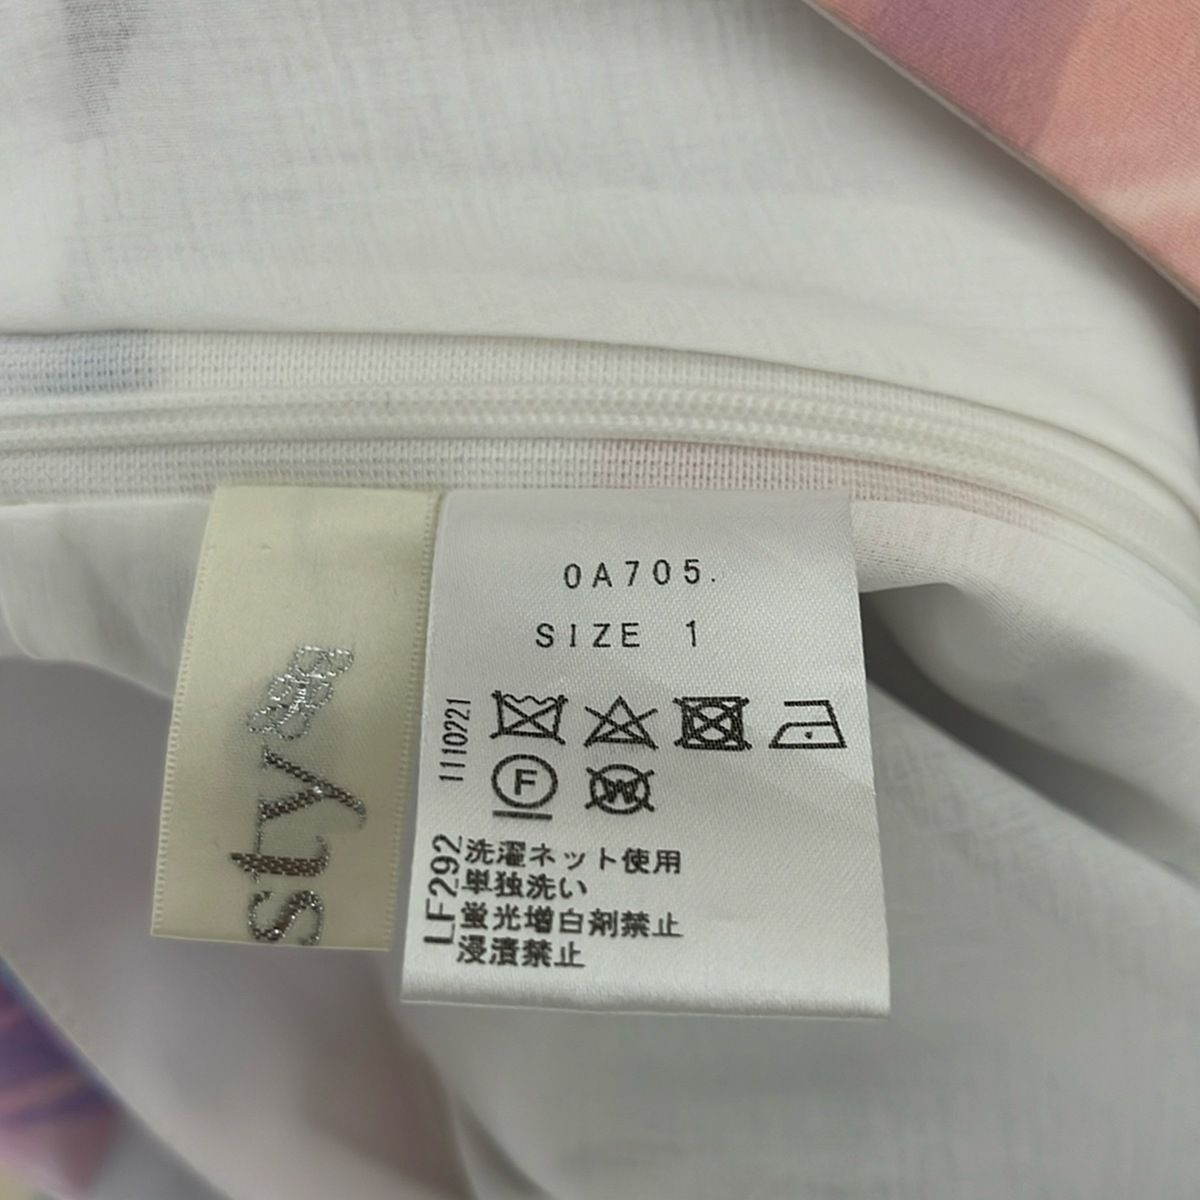 sty
0A705.
SIZE 1
1110221
F
W
LF292
洗濯ネット使用
単独洗い
蛍光増白剤禁止
浸漬禁止